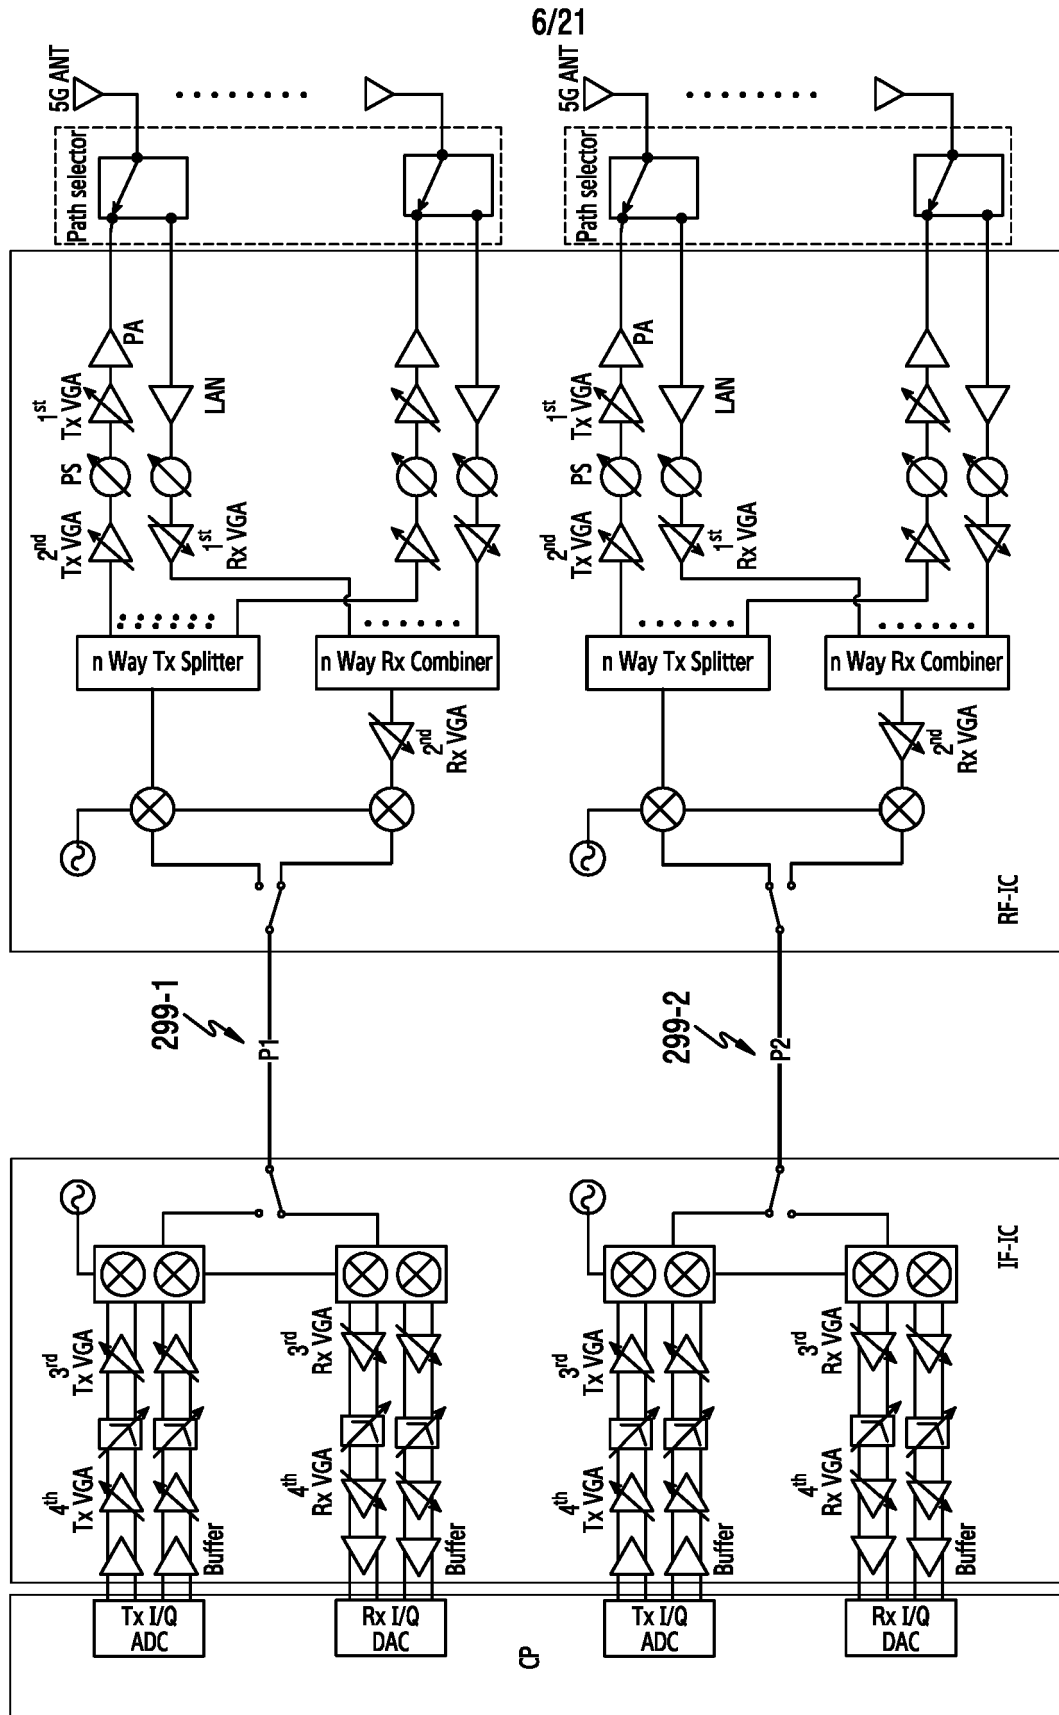 6/21
5G ANT
Path selector
PA
1st
Tx VGA
LAN
PS
2nd
Tx VGA
1st
Rx VGA
n Way Tx Splitter
n Way Rx Combiner
2nd
Rx VGA
299-1
P1
3rd
Tx VGA
4th
Tx VGA
Buffer
3rd
Rx VGA
4th
Rx VGA
Buffer
Tx I/Q
ADC
Rx I/Q
DAC
5G ANT
Path selector
PA
1st
Tx VGA
LAN
PS
2nd
Tx VGA
1st
Rx VGA
n Way Tx Splitter
n Way Rx Combiner
2nd
Rx VGA
RF-IC
299-2
P2
IF-IC
3rd
Tx VGA
4th
Tx VGA
Buffer
3rd
Rx VGA
4th
Rx VGA
Buffer
Tx I/Q
ADC
Rx I/Q
DAC
CP